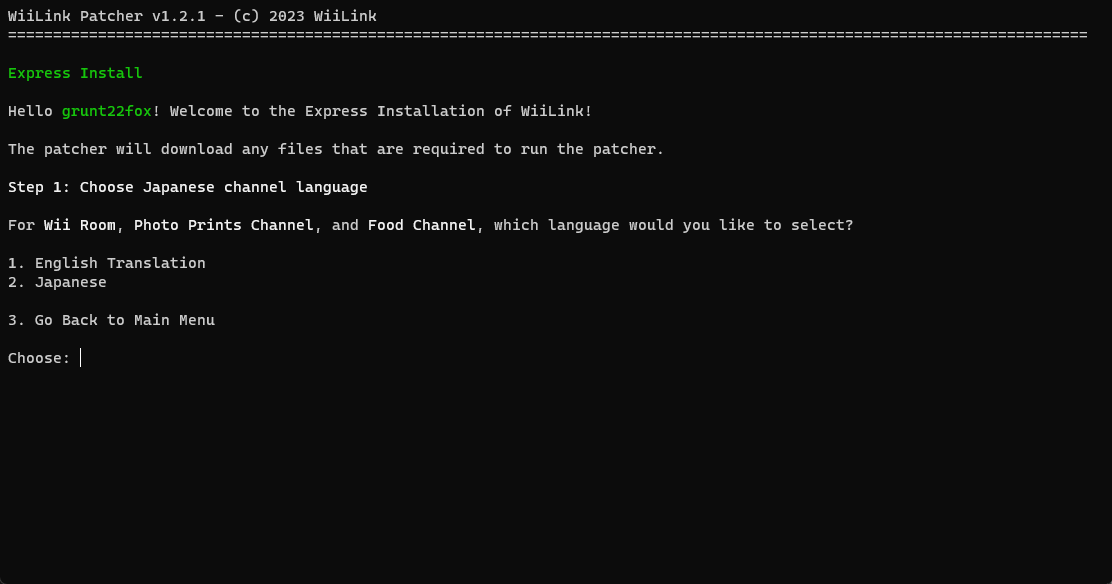 WiiLink Patcher v1.2.1 - (c) 2023 WiiLink
========================================================================================================================
Express Install
Hello grunt22fox! Welcome to the Express Installation of WiiLink!
The patcher will download any files that are required to run the patcher.
Step 1: Choose Japanese channel language
For Wii Room, Photo Prints Channel, and Food Channel, which language would you like to select?
1. English Translation
2. Japanese
3. Go Back to Main Menu
Choose: